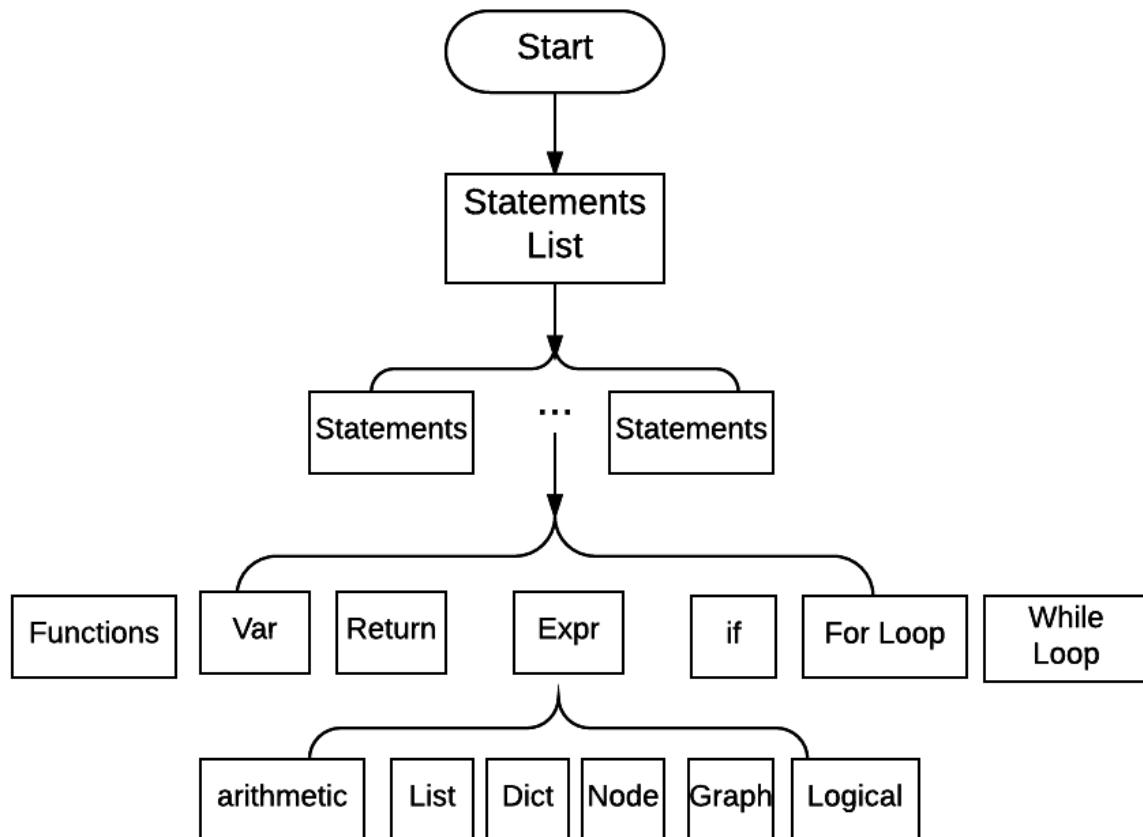 Start
Statements
List
Statements
...
Statements
Functions
Var
Return
Expr
if
For Loop
While
Loop
arithmetic
List
Dict
Node
Graph
Logical